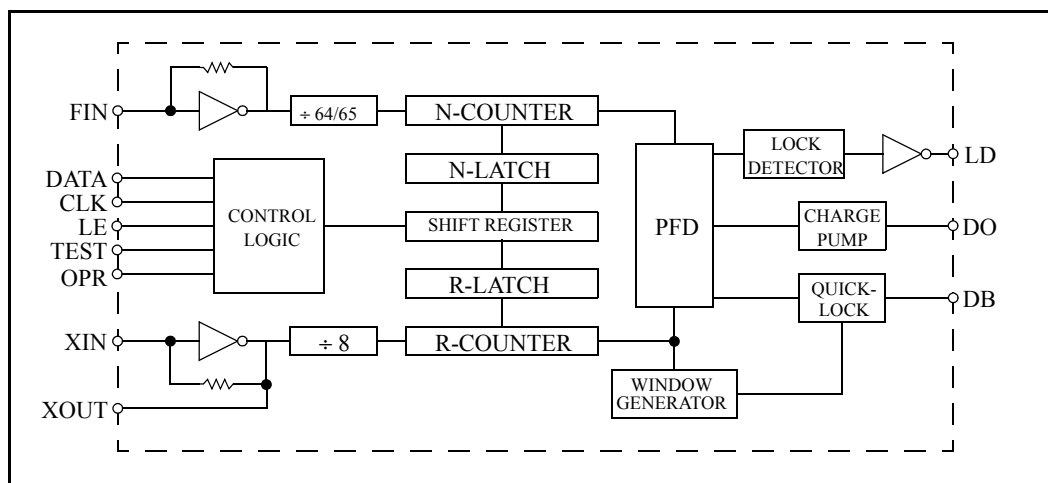 FIN
÷ 64/65
N-COUNTER
LOCK
DETECTOR
LD
DATA
CLK
LE
TEST
OPR
CONTROL
LOGIC
N-LATCH
SHIFT REGISTER
R-LATCH
PFD
CHARGE
PUMP
DO
QUICK-
LOCK
DB
XIN
÷ 8
R-COUNTER
WINDOW
GENERATOR
XOUT